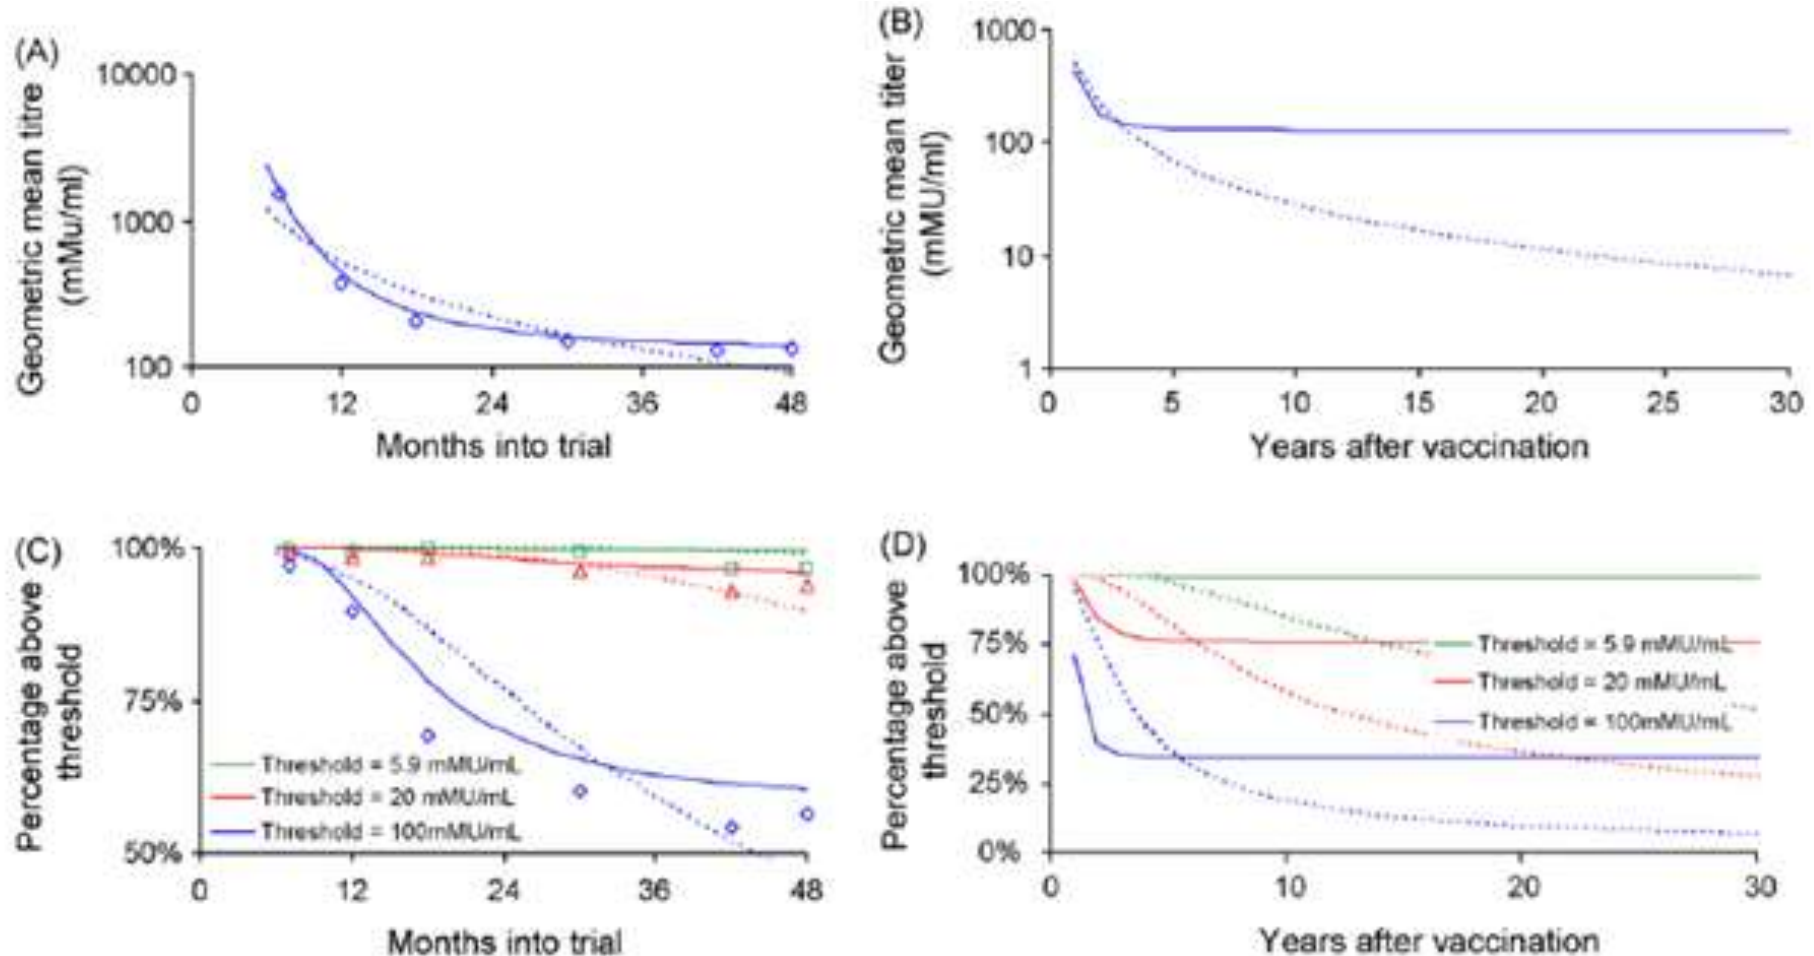 (A)
Geometric mean titre
(mMu/ml)
10000
1000
100
0 12 24 36 48
Months into trial
(B)
Geometric mean titer
(mMU/ml)
1000
100
10
1
0 5 10 15 20 25 30
Years after vaccination
(C)
Percentage above
threshold
100%
75%
50%
Threshold = 5.9 mMU/mL
Threshold = 20 mMU/mL
Threshold = 100mMU/mL
0 12 24 36 48
Months into trial
(D)
Percentage above
threshold
100%
75%
50%
25%
0%
Threshold = 5.9 mMU/mL
Threshold = 20 mMU/mL
Threshold = 100mMU/mL
0 10 20 30
Years after vaccination